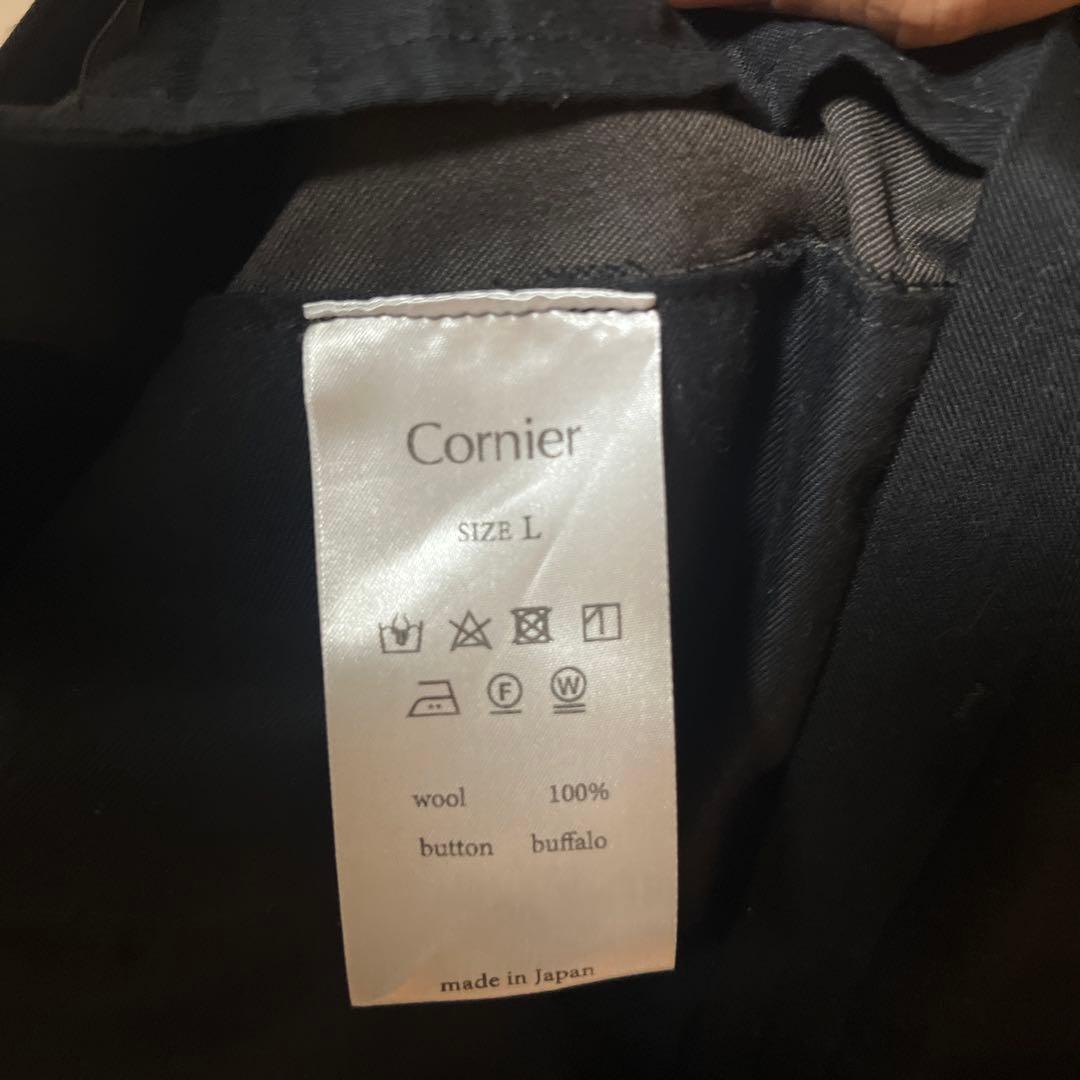 Cornier
SIZE L
F W
wool 100%
button buffalo
made in Japan